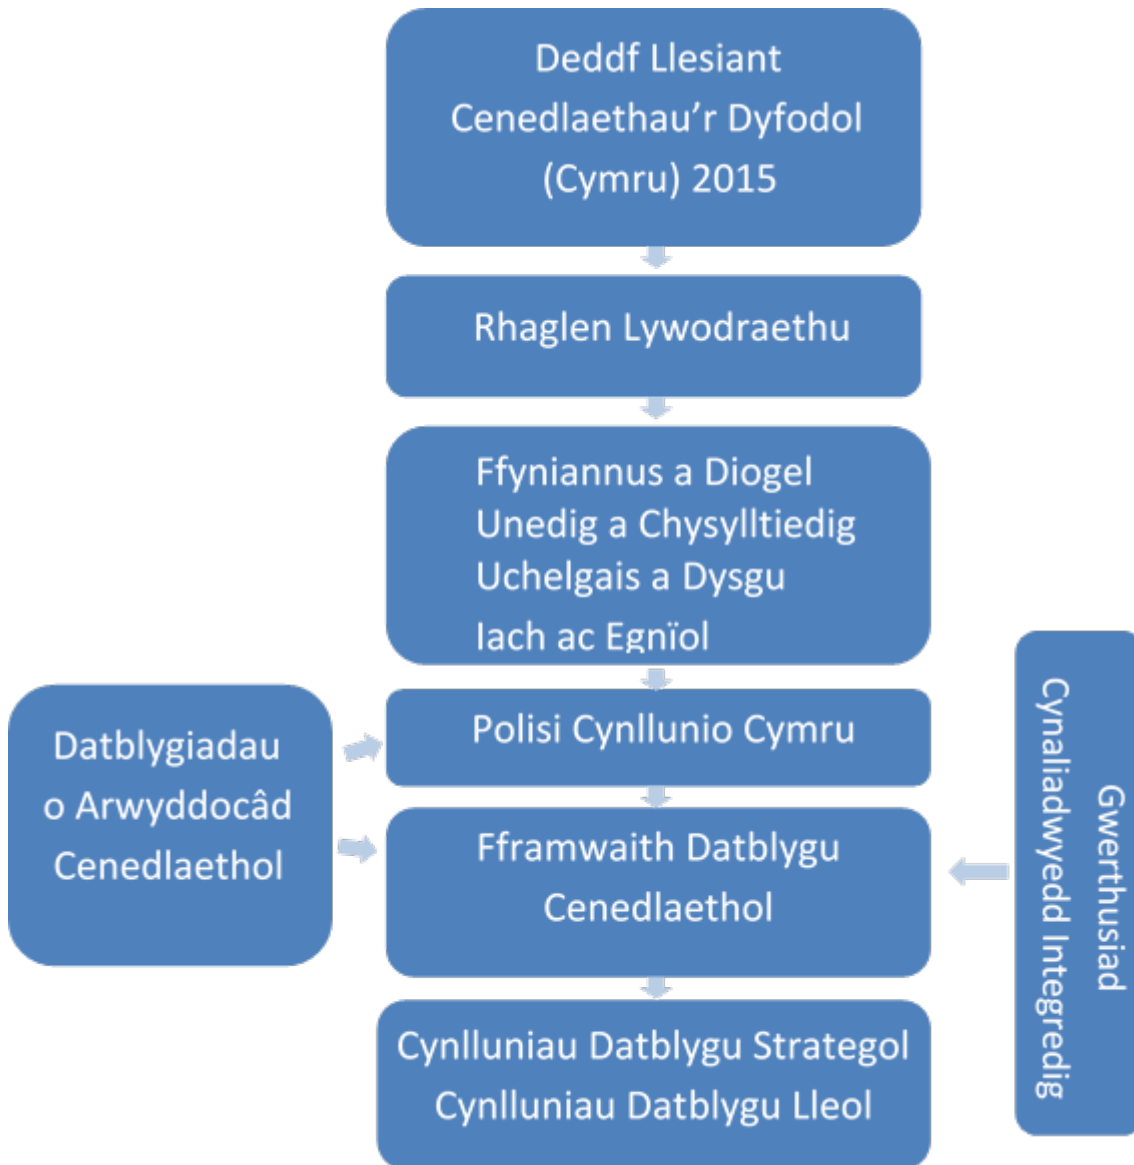 Deddf Llesiant
Cenedlaethau’r Dyfodol
(Cymru) 2015
Rhaglen Lywodraethu
Ffyniannus a Diogel
Unedig a Chysylltiedig
Uchelgais a Dysgu
Iach ac Egnïol
Polisi Cynllunio Cymru
Datblygiadau
o Arwyddocâd
Cenedlaethol
Fframwaith Datblygu
Cenedlaethol
Gwerthusiad
Cynaliadwyedd Integredig
Cynlluniau Datblygu Strategol
Cynlluniau Datblygu Lleol